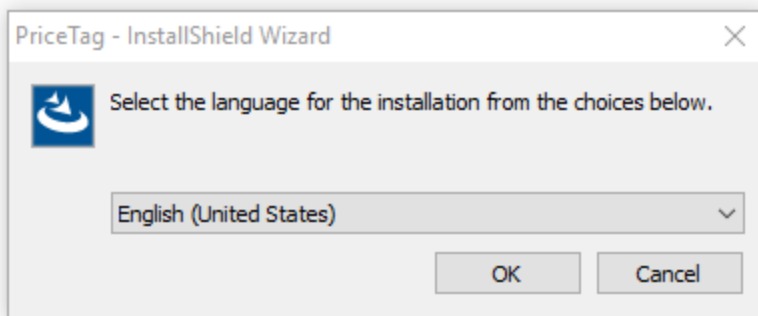 PriceTag - InstallShield Wizard
Select the language for the installation from the choices below.
English (United States)
OK Cancel